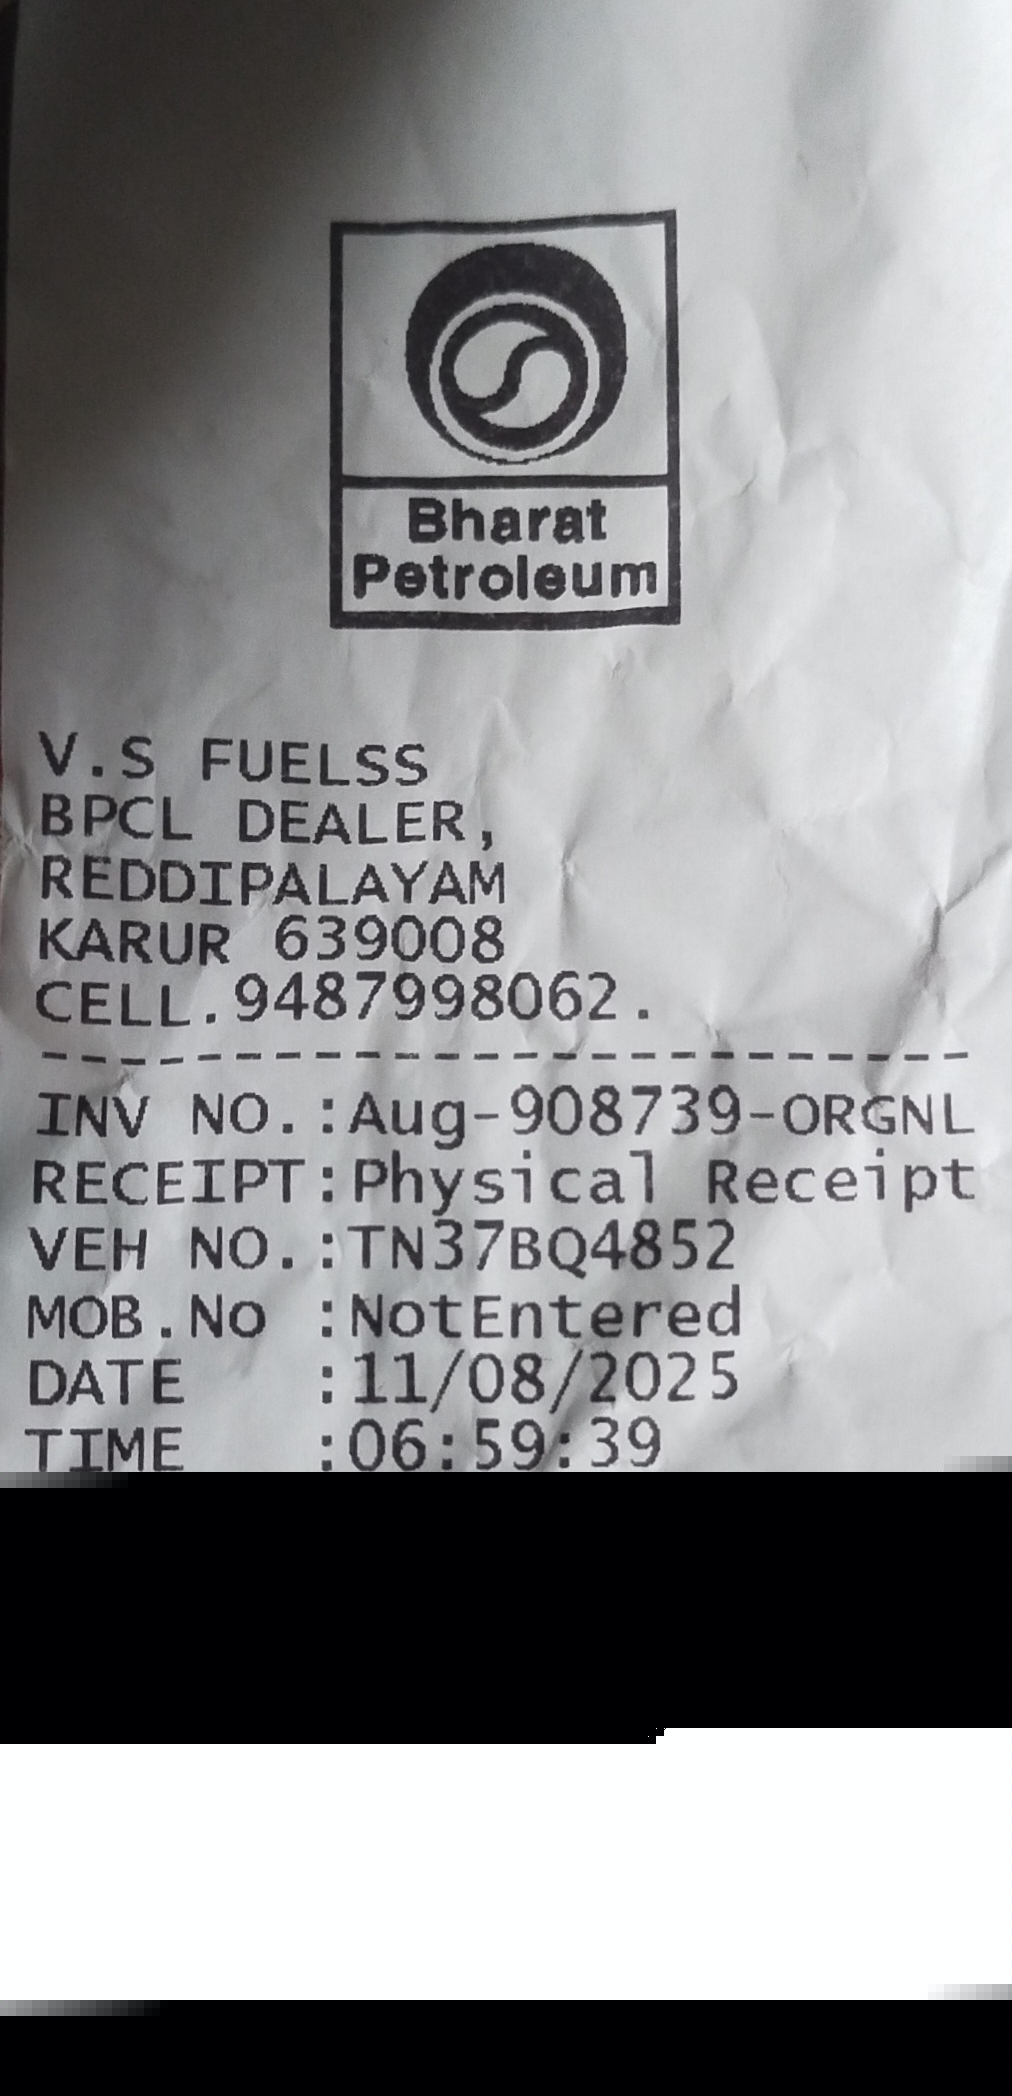 Bharat
Petroleum
V.S FUELSS
BPCL DEALER,
REDDIPALAYAM
KARUR 639008
CELL.9487998062.
------------------------
INV NO.:Aug-908739-ORGNL
RECEIPT:Physical Receipt
VEH NO.:TN37BQ4852
MOB.No :NotEntered
DATE :11/08/2025
TIME :06:59:39